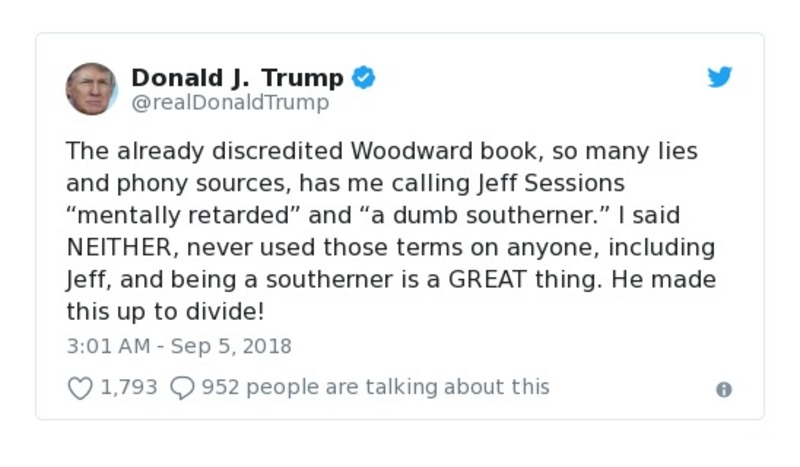 Donald J. Trump
@realDonaldTrump
The already discredited Woodward book, so many lies
and phony sources, has me calling Jeff Sessions
“mentally retarded” and “a dumb southerner.” I said
NEITHER, never used those terms on anyone, including
Jeff, and being a southerner is a GREAT thing. He made
this up to divide!
3:01 AM - Sep 5, 2018
1,793 952 people are talking about this